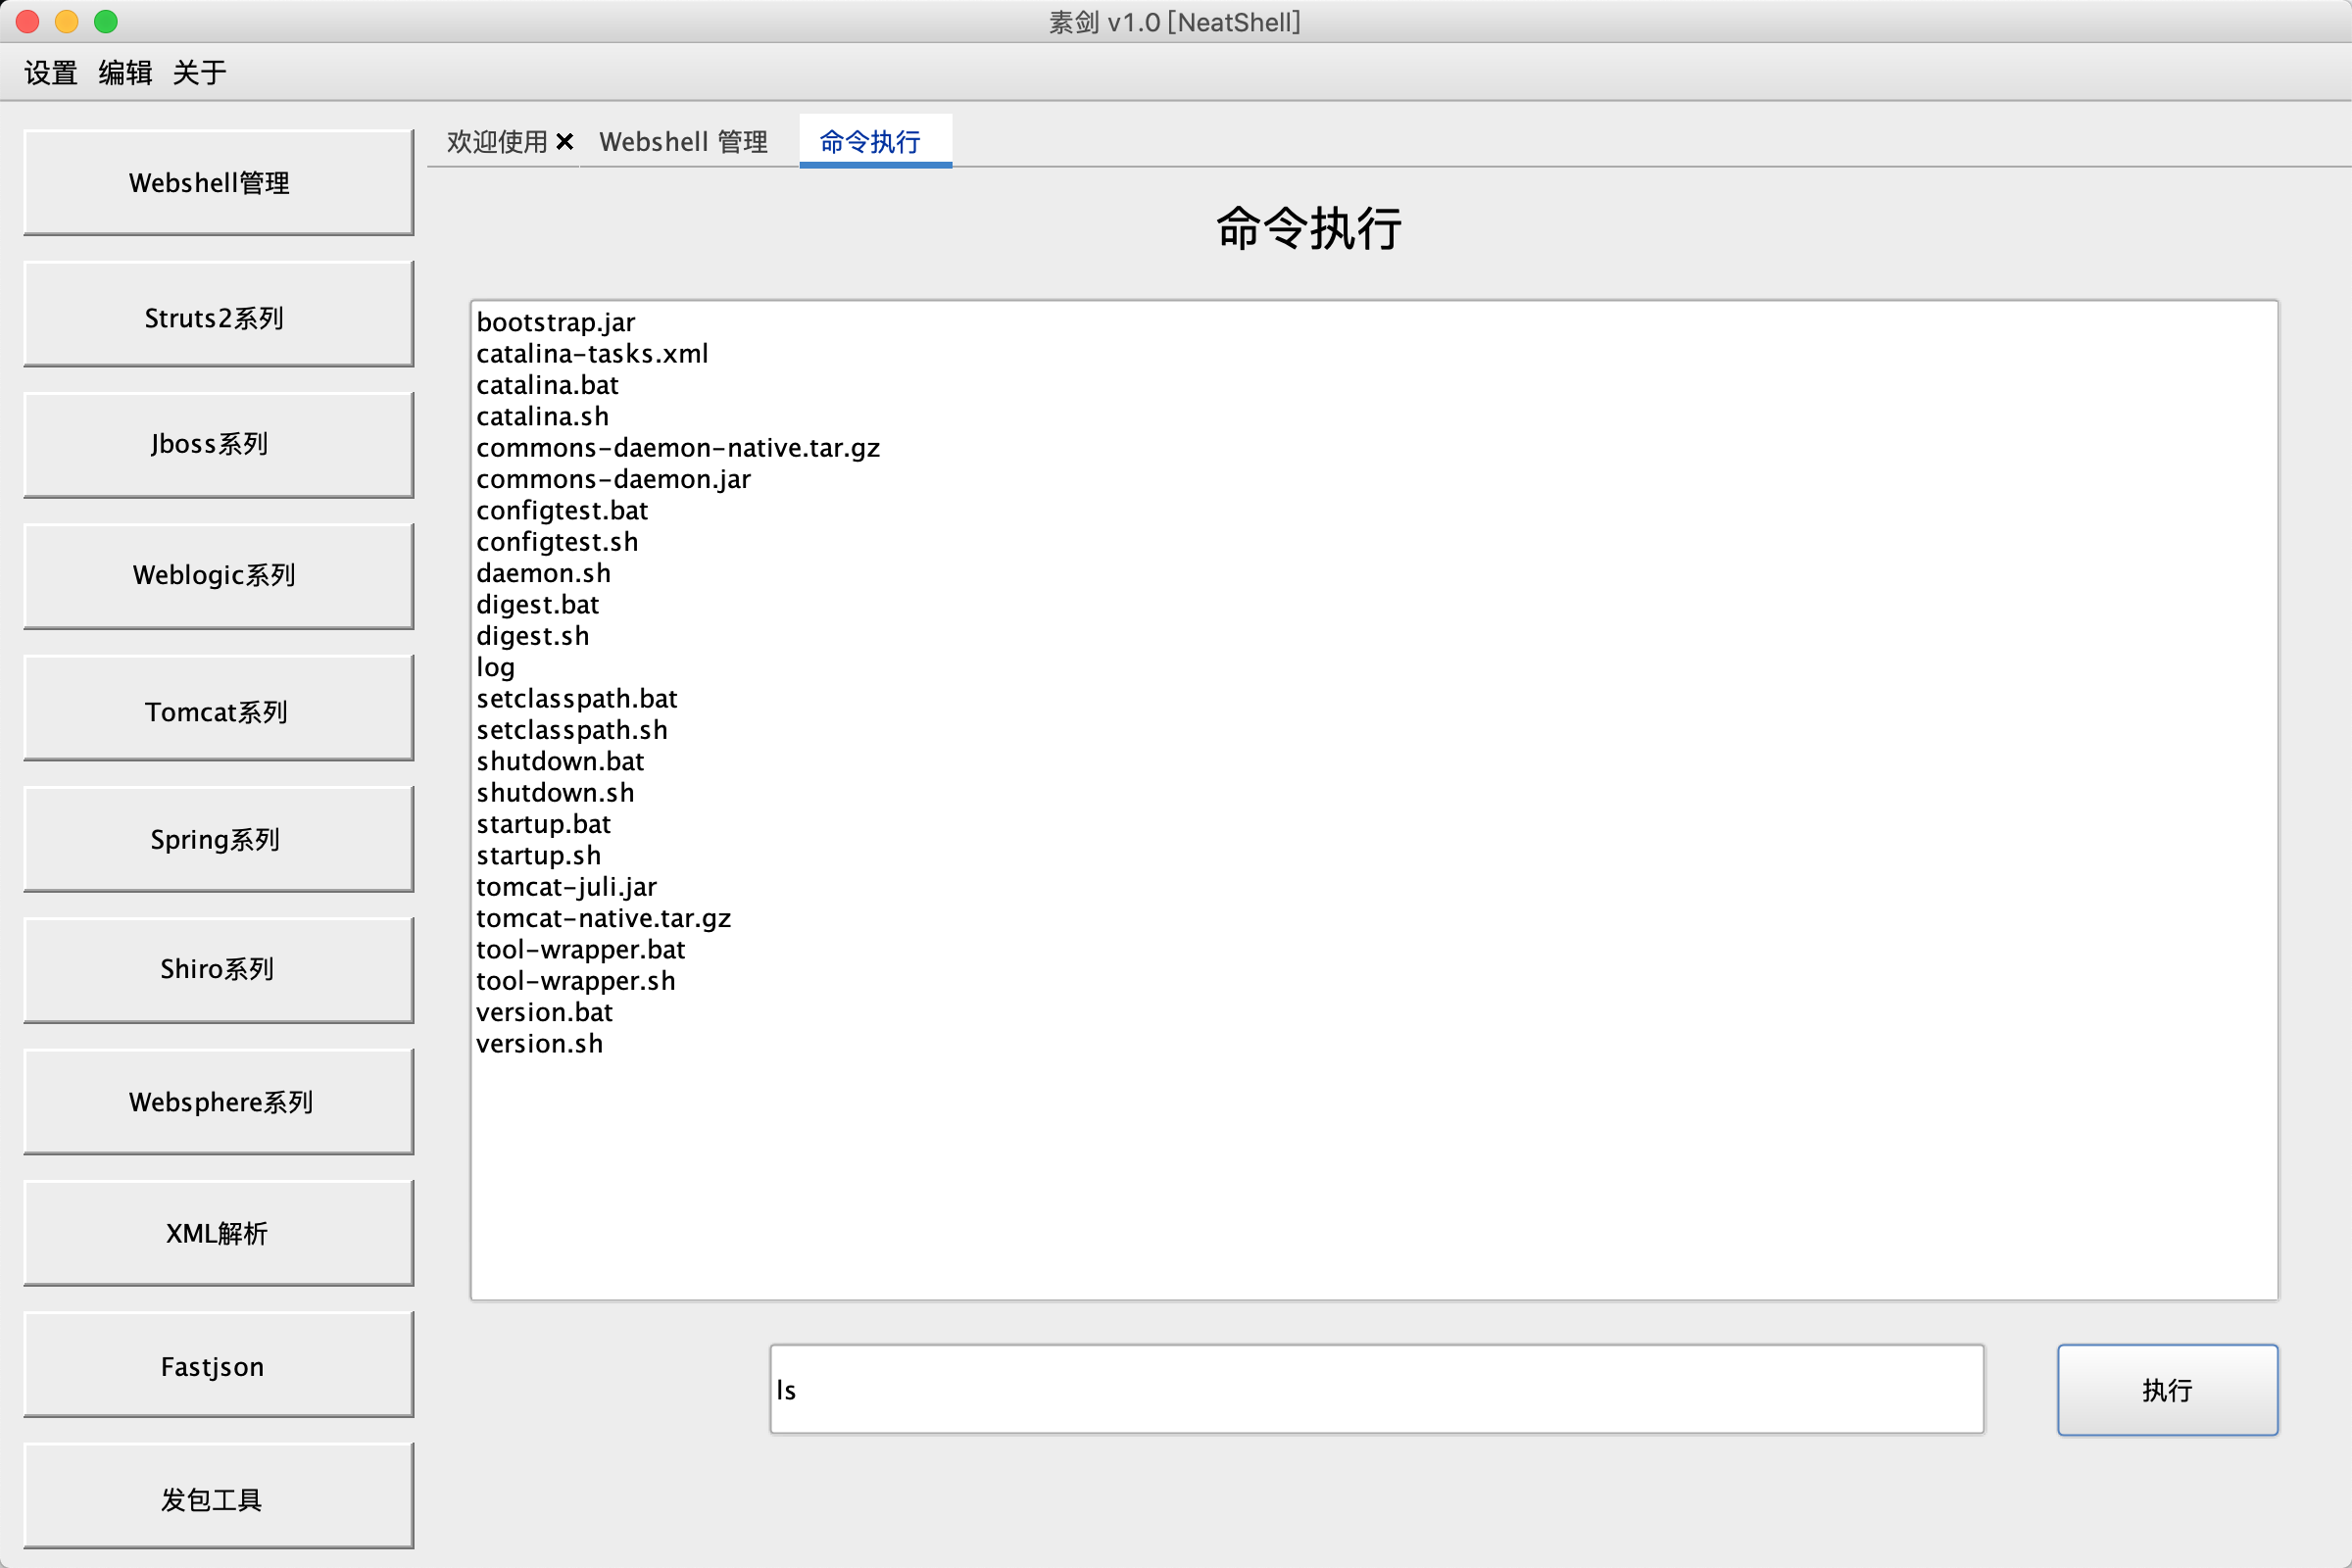 素剑 v1.0 [NeatShell]
设置 编辑 关于
Webshell管理
Struts2系列
Jboss系列
Weblogic系列
Tomcat系列
Spring系列
Shiro系列
Websphere系列
XML解析
Fastjson
发包工具
欢迎使用 Webshell 管理 命令执行
命令执行
bootstrap.jar
catalina-tasks.xml
catalina.bat
catalina.sh
commons-daemon-native.tar.gz
commons-daemon.jar
configtest.bat
configtest.sh
daemon.sh
digest.bat
digest.sh
log
setclasspath.bat
setclasspath.sh
shutdown.bat
shutdown.sh
startup.bat
startup.sh
tomcat-juli.jar
tomcat-native.tar.gz
tool-wrapper.bat
tool-wrapper.sh
version.bat
version.sh
ls
执行